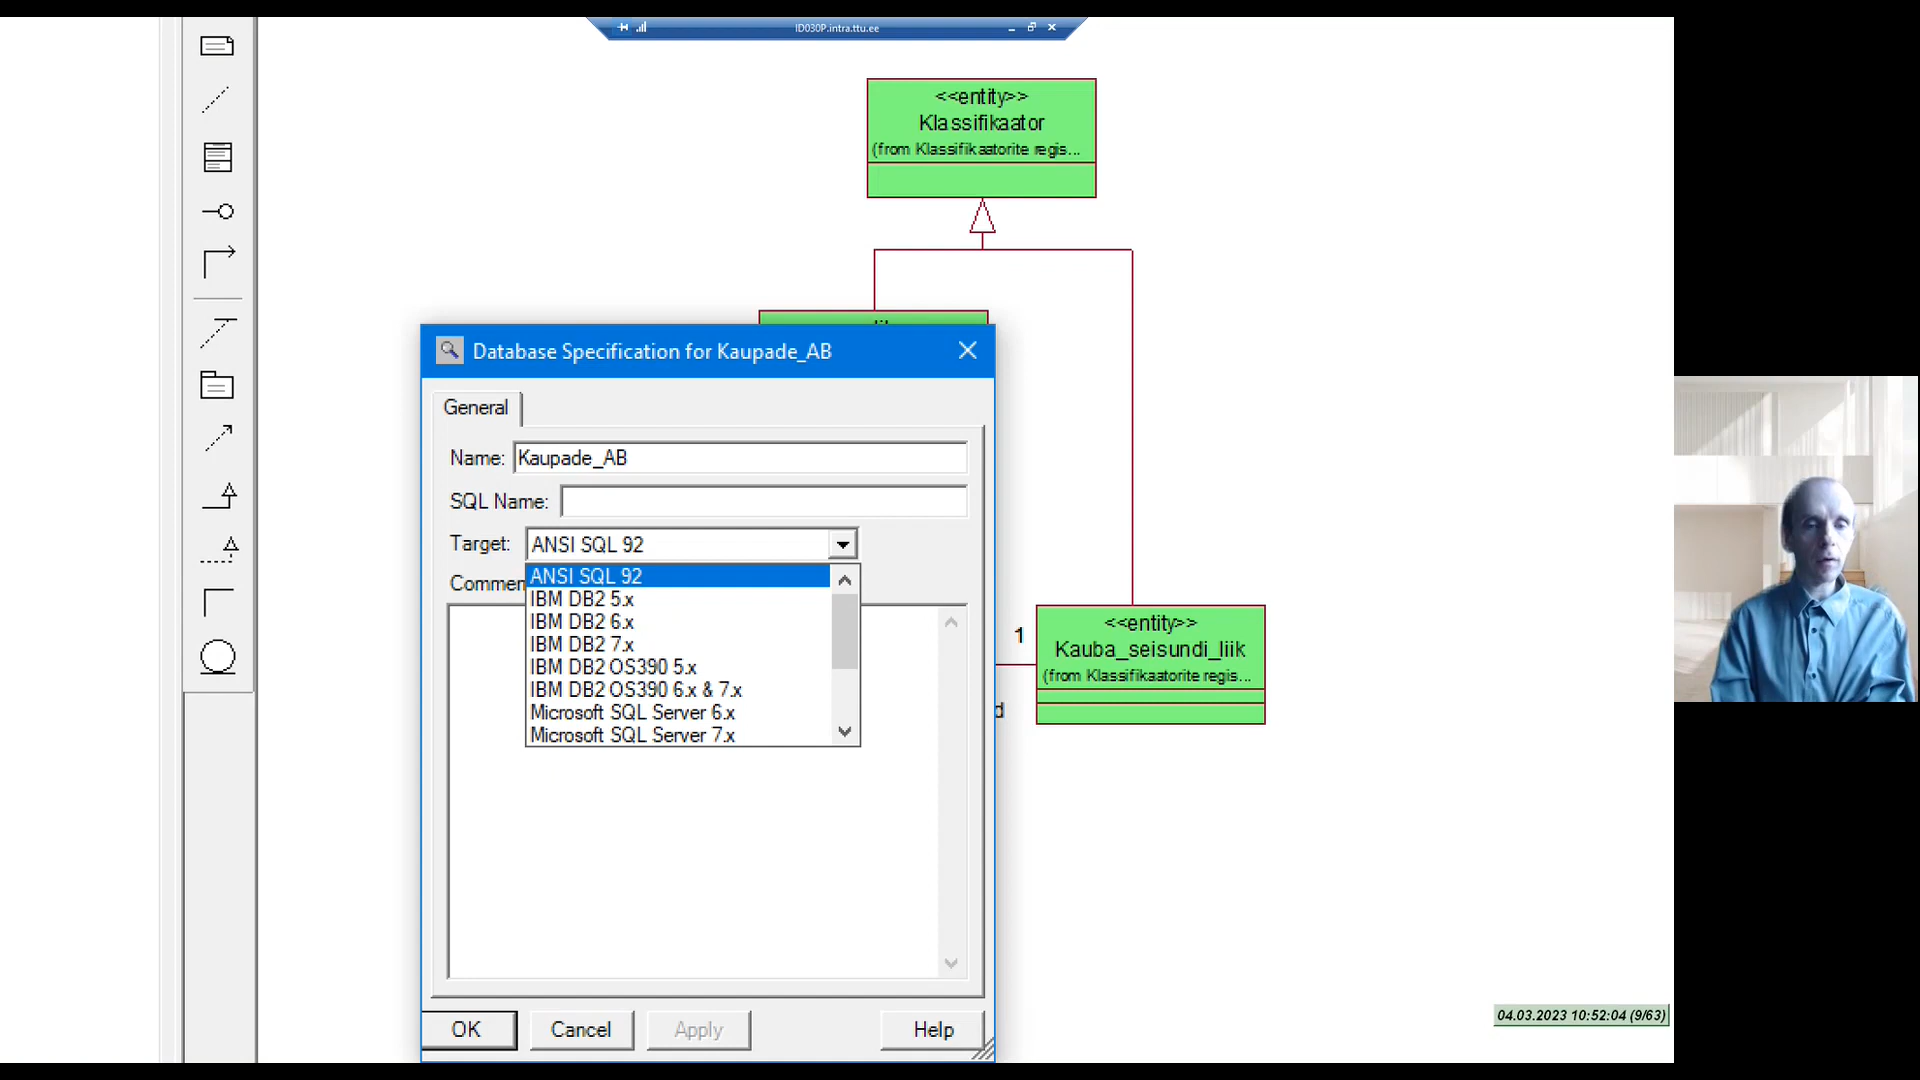 ID030P.intra.ttu.ee
<<entity>>
Klassifikaator
(from Klassifikaatorite regis...
Database Specification for Kaupade_AB
General
Name: Kaupade_AB
SQL Name:
Target: ANSI SQL 92
Commen
ANSI SQL 92
IBM DB2 5.x
IBM DB2 6.x
IBM DB2 7.x
IBM DB2 OS390 5.x
IBM DB2 OS390 6.x & 7.x
Microsoft SQL Server 6.x
Microsoft SQL Server 7.x
OK
Cancel
Apply
Help
1
d
<<entity>>
Kauba_seisundi_liik
(from Klassifikaatorite regis...
04.03.2023 10:52:04 (9/63)